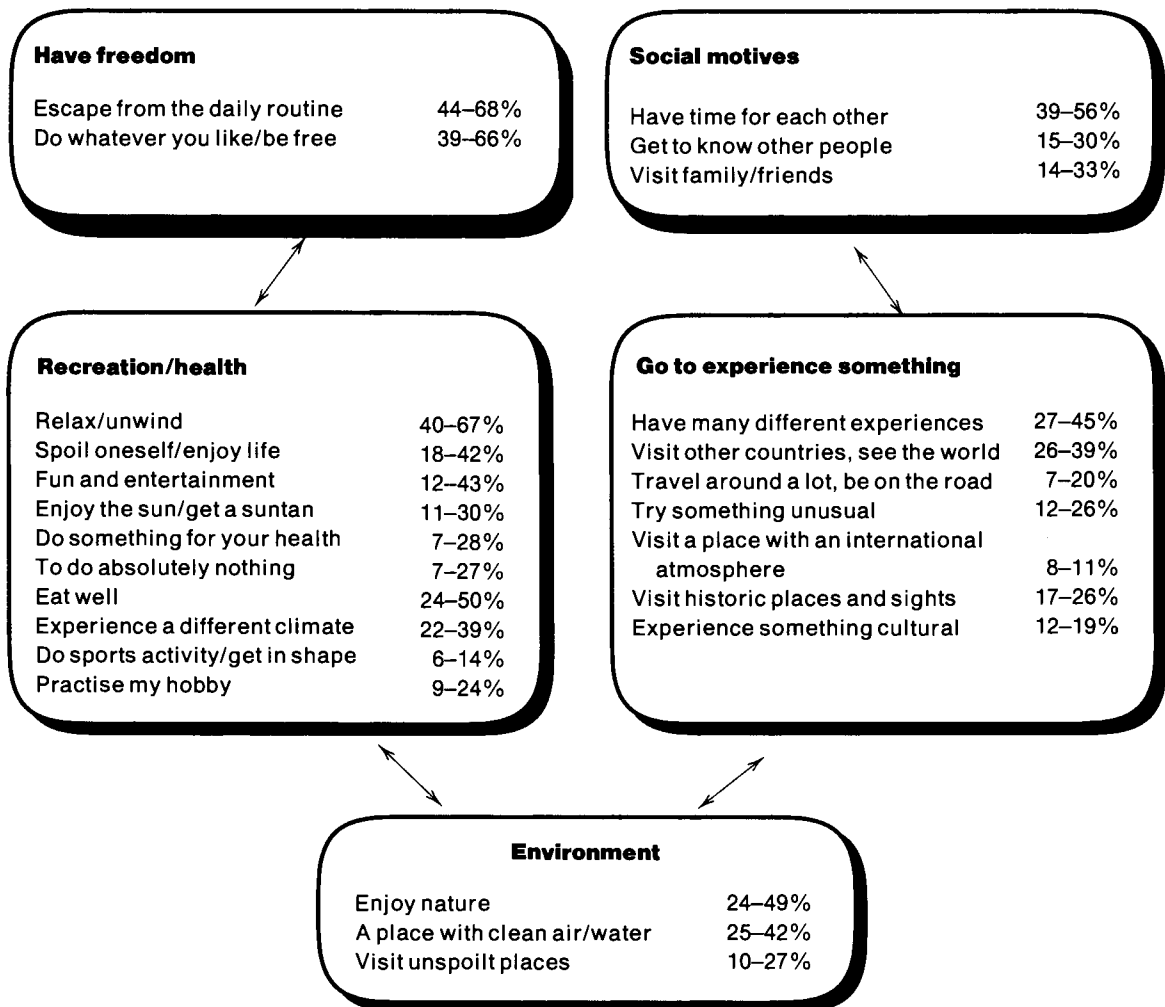 Have freedom
Escape from the daily routine 44–68%
Do whatever you like/be free 39–66%
Social motives
Have time for each other 39–56%
Get to know other people 15–30%
Visit family/friends 14–33%
Recreation/health
Relax/unwind 40–67%
Spoil oneself/enjoy life 18–42%
Fun and entertainment 12–43%
Enjoy the sun/get a suntan 11–30%
Do something for your health 7–28%
To do absolutely nothing 7–27%
Eat well 24–50%
Experience a different climate 22–39%
Do sports activity/get in shape 6–14%
Practise my hobby 9–24%
Go to experience something
Have many different experiences 27–45%
Visit other countries, see the world 26–39%
Travel around a lot, be on the road 7–20%
Try something unusual 12–26%
Visit a place with an international
atmosphere 8–11%
Visit historic places and sights 17–26%
Experience something cultural 12–19%
Environment
Enjoy nature 24–49%
A place with clean air/water 25–42%
Visit unspoilt places 10–27%